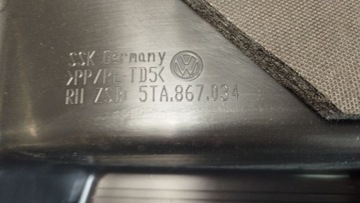 SSK Germany
>PP/PE TD5<
RH ZSB 5TA.867.034